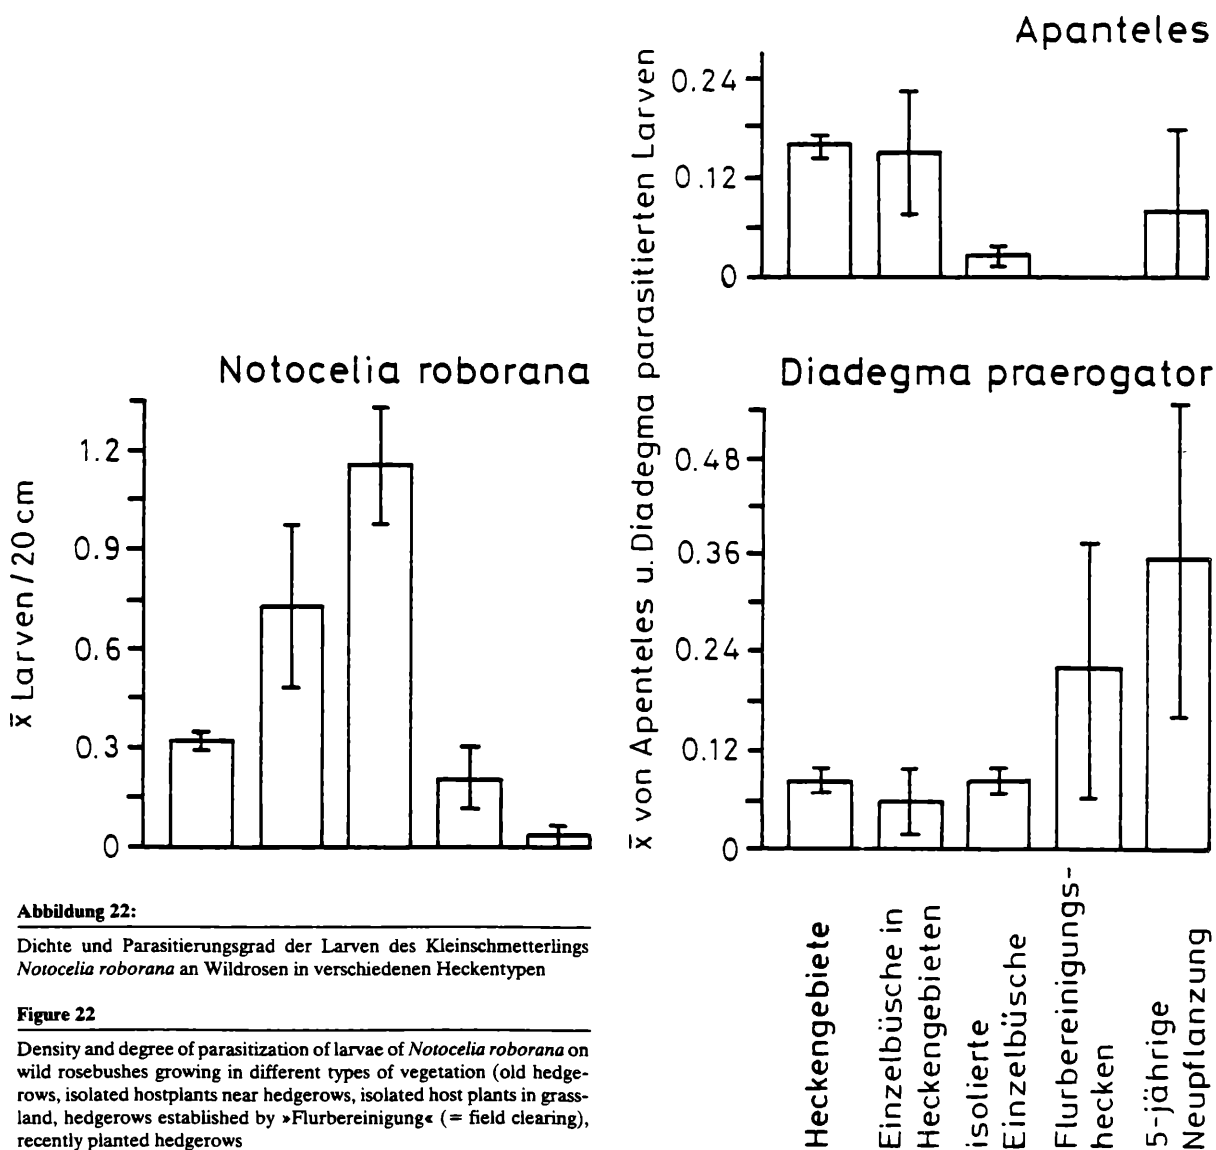 Apanteles
0.24
0.12
0
x̄ von Apenteles u. Diadegma parasitierten Larven
Notocelia roborana
1.2
0.9
0.6
0.3
0
x̄ Larven / 20 cm
Diadegma praerogator
0.48
0.36
0.24
0.12
0
Heckengebiete
Einzelbüsche in
Heckengebieten
isolierte
Einzelbüsche
Flurbereinigungs-
hecken
5-jährige
Neupflanzung
Abbildung 22:
Dichte und Parasitierungsgrad der Larven des Kleinschmetterlings
Notocelia roborana an Wildrosen in verschiedenen Heckentypen
Figure 22
Density and degree of parasitization of larvae of Notocelia roborana on
wild rosebushes growing in different types of vegetation (old hedge-
rows, isolated hostplants near hedgerows, isolated host plants in grass-
land, hedgerows established by »Flurbereinigung« (= field clearing),
recently planted hedgerows